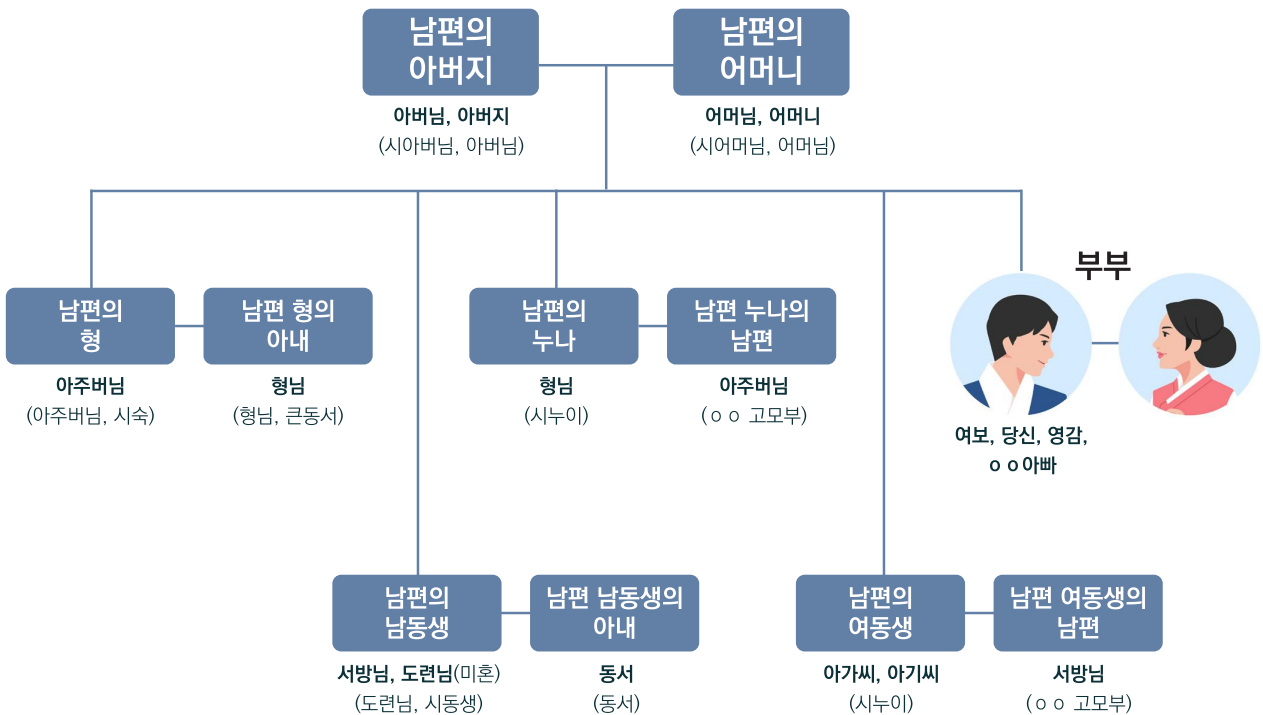 남편의
아버지
아버님, 아버지
(시아버님, 아버님)
남편의
어머니
어머님, 어머니
(시어머님, 어머님)
남편의
형
아주버님
(아주버님, 시숙)
남편 형의
아내
형님
(형님, 큰동서)
남편의
누나
형님
(시누이)
남편 누나의
남편
아주버님
(ㅇㅇ 고모부)
부부
여보, 당신, 영감,
ㅇㅇ아빠
남편의
남동생
서방님, 도련님(미혼)
(도련님, 시동생)
남편 남동생의
아내
동서
(동서)
남편의
여동생
아가씨, 아기씨
(시누이)
남편 여동생의
남편
서방님
(ㅇㅇ 고모부)